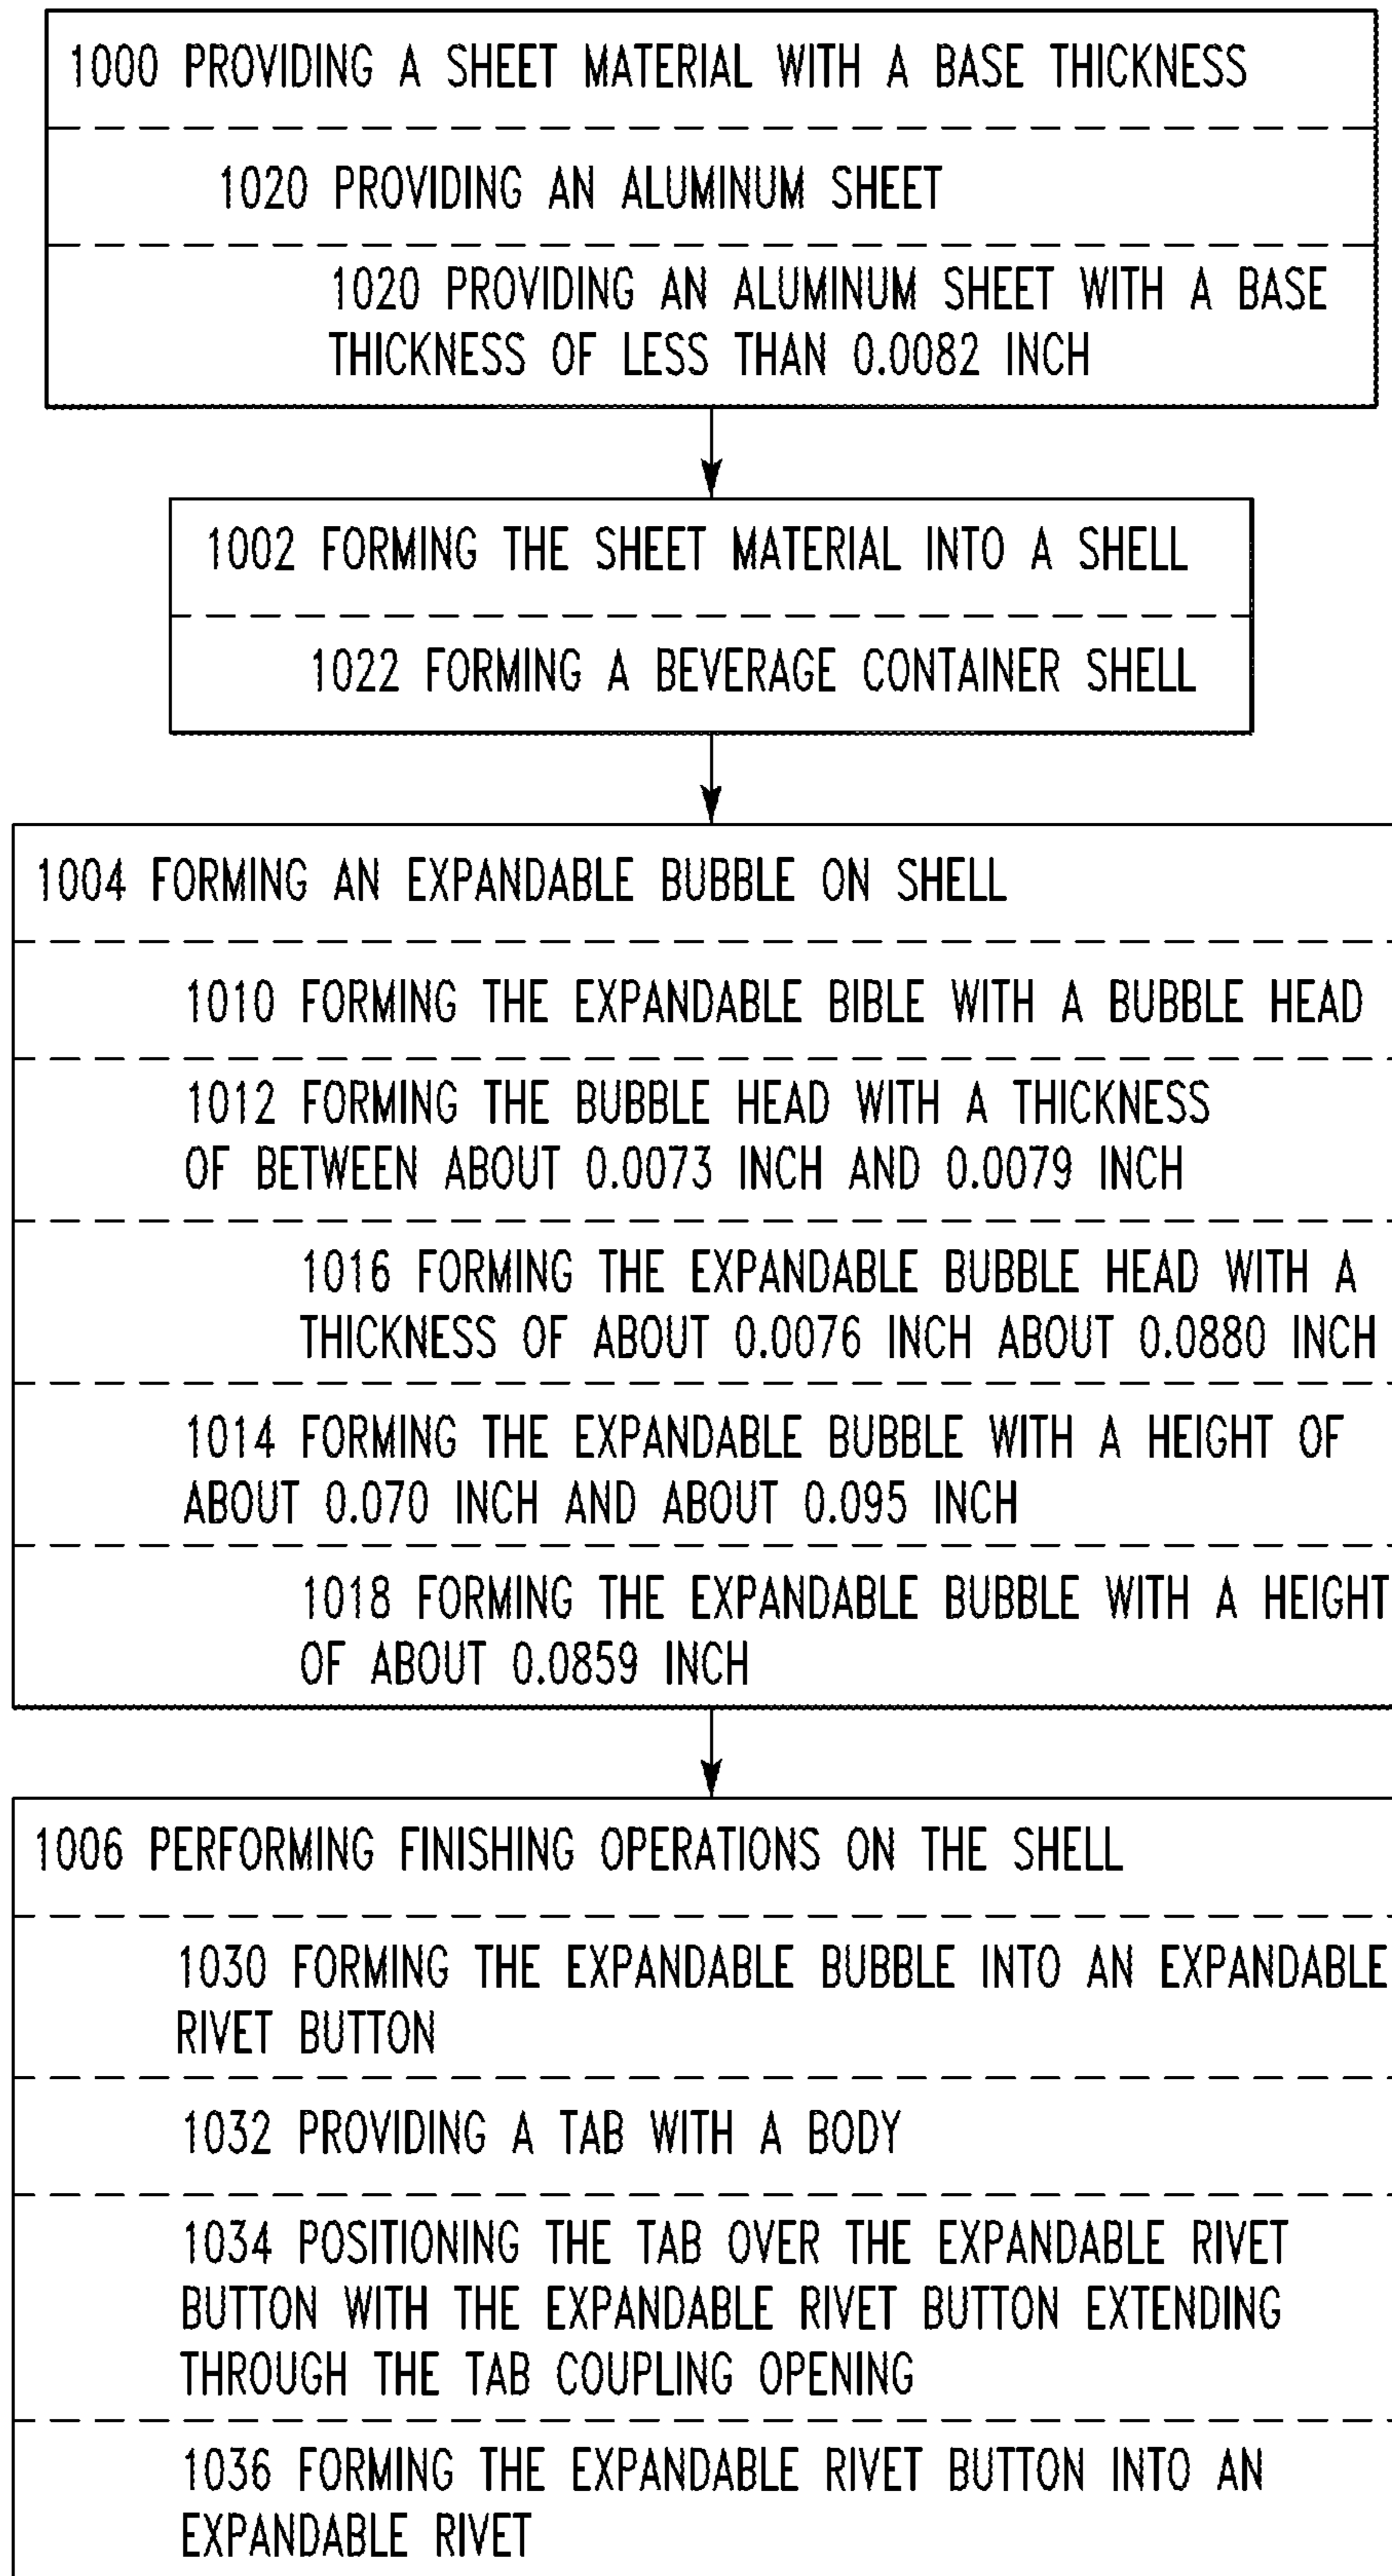 1000 PROVIDING A SHEET MATERIAL WITH A BASE THICKNESS
1020 PROVIDING AN ALUMINUM SHEET
1020 PROVIDING AN ALUMINUM SHEET WITH A BASE
THICKNESS OF LESS THAN 0.0082 INCH
1002 FORMING THE SHEET MATERIAL INTO A SHELL
1022 FORMING A BEVERAGE CONTAINER SHELL
1004 FORMING AN EXPANDABLE BUBBLE ON SHELL
1010 FORMING THE EXPANDABLE BIBLE WITH A BUBBLE HEAD
1012 FORMING THE BUBBLE HEAD WITH A THICKNESS
OF BETWEEN ABOUT 0.0073 INCH AND 0.0079 INCH
1016 FORMING THE EXPANDABLE BUBBLE HEAD WITH A
THICKNESS OF ABOUT 0.0076 INCH ABOUT 0.0880 INCH
1014 FORMING THE EXPANDABLE BUBBLE WITH A HEIGHT OF
ABOUT 0.070 INCH AND ABOUT 0.095 INCH
1018 FORMING THE EXPANDABLE BUBBLE WITH A HEIGHT
OF ABOUT 0.0859 INCH
1006 PERFORMING FINISHING OPERATIONS ON THE SHELL
1030 FORMING THE EXPANDABLE BUBBLE INTO AN EXPANDABLE
RIVET BUTTON
1032 PROVIDING A TAB WITH A BODY
1034 POSITIONING THE TAB OVER THE EXPANDABLE RIVET
BUTTON WITH THE EXPANDABLE RIVET BUTTON EXTENDING
THROUGH THE TAB COUPLING OPENING
1036 FORMING THE EXPANDABLE RIVET BUTTON INTO AN
EXPANDABLE RIVET